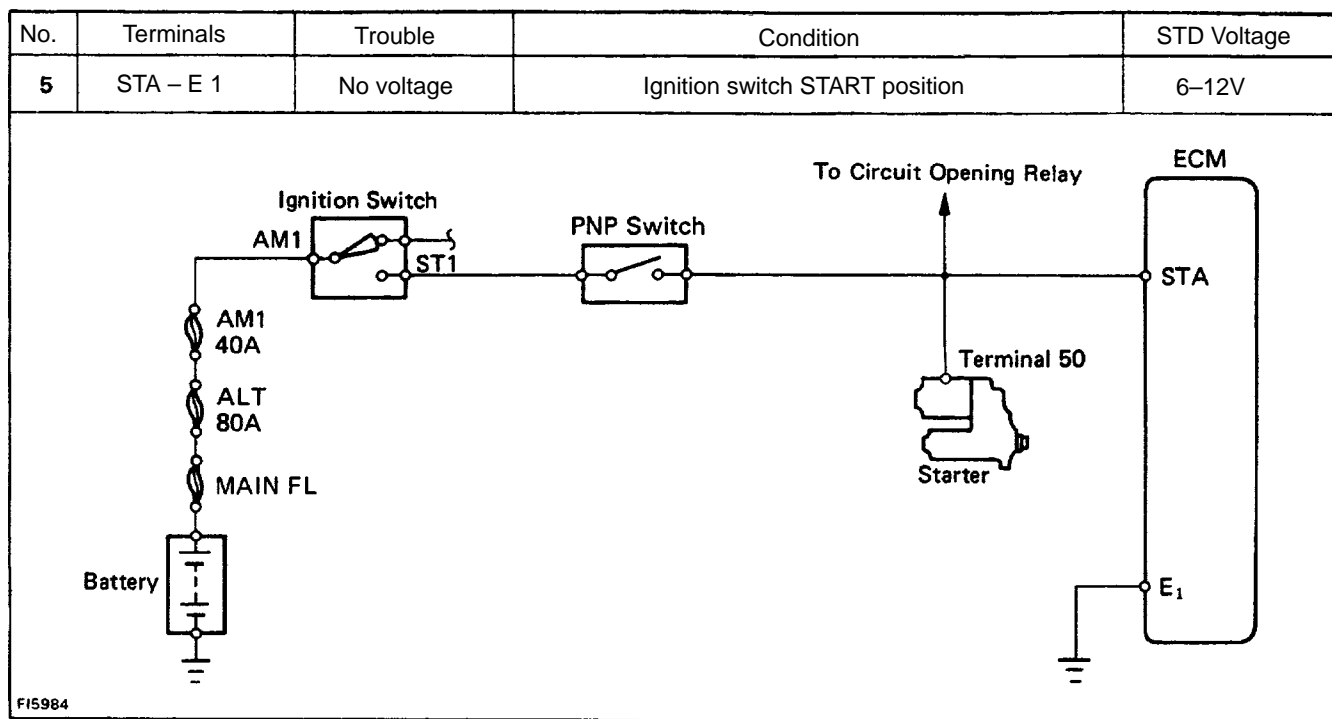 No. Terminals Trouble Condition STD Voltage
5 STA – E 1 No voltage Ignition switch START position 6–12V
ECM
To Circuit Opening Relay
Ignition Switch
PNP Switch
AM1
ST1
STA
AM1
40A
Terminal 50
ALT
80A
Starter
MAIN FL
Battery
E₁
FI5984